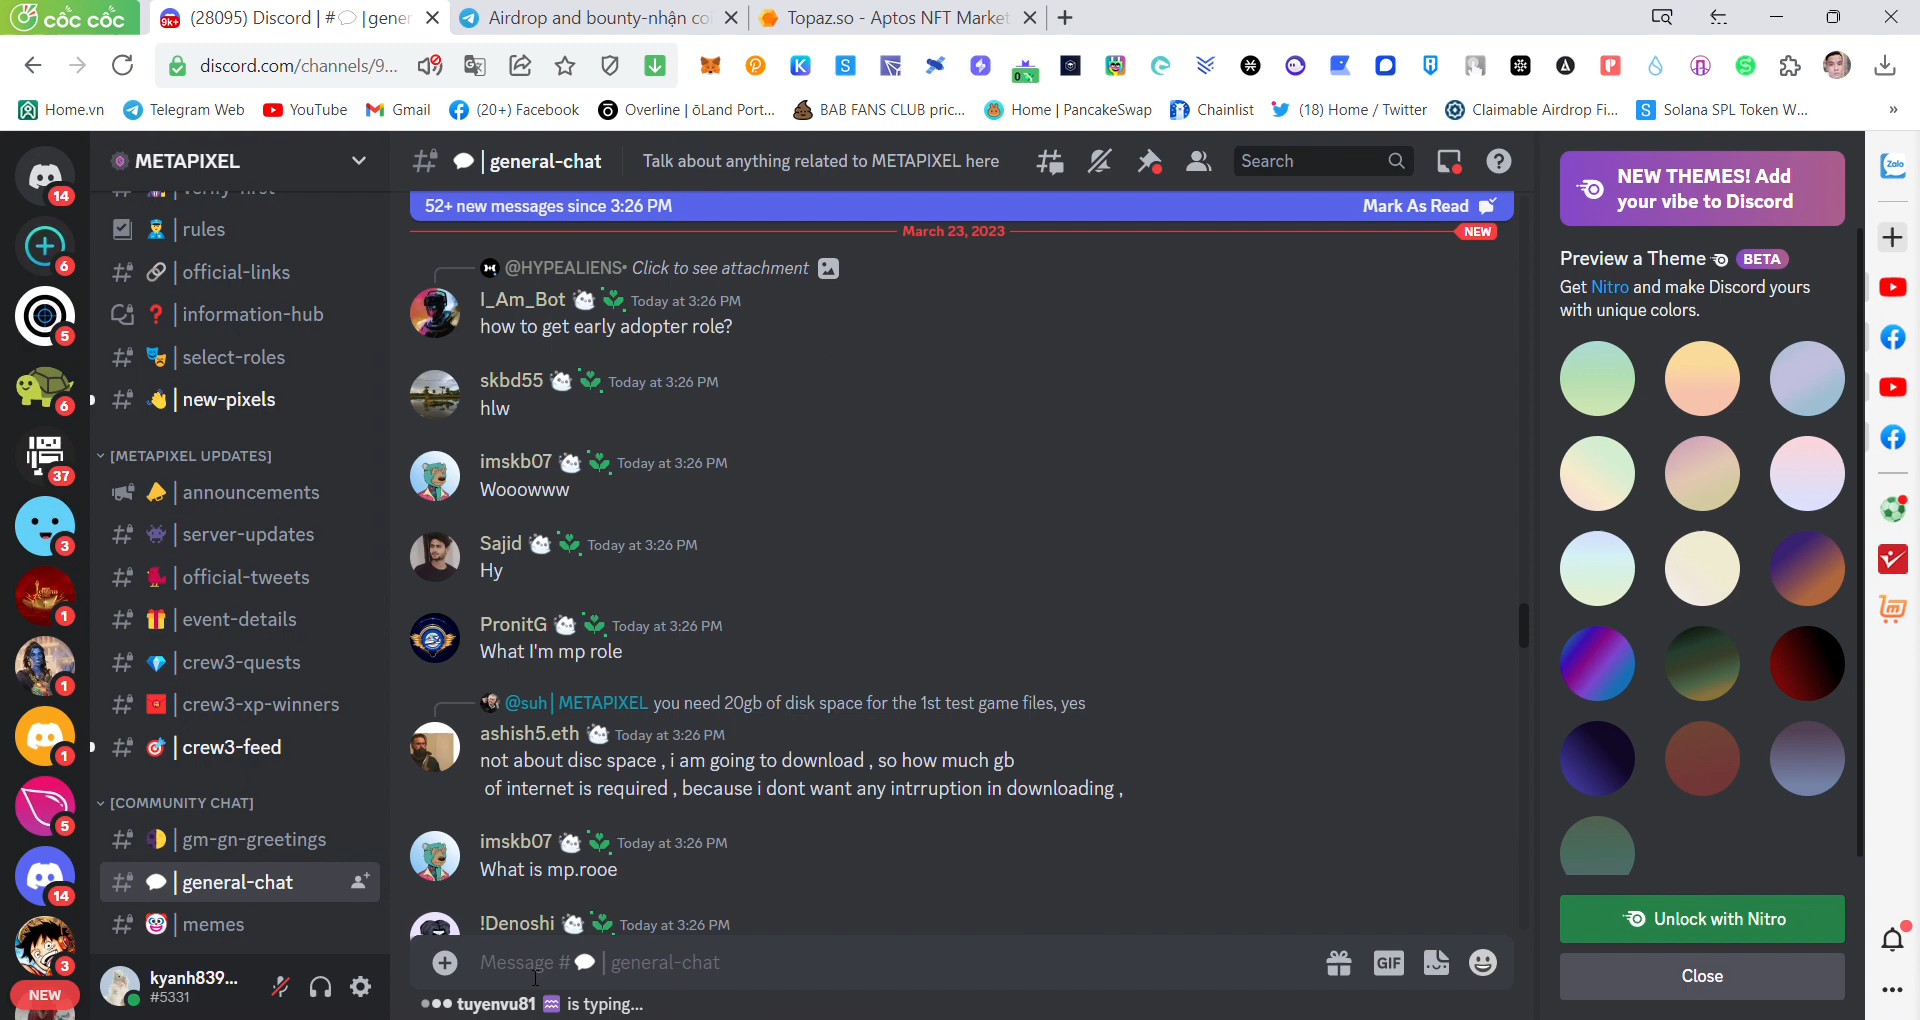 cốc cốc
9k+
(28095) Discord | #💬 | gener
Airdrop and bounty-nhận co
Topaz.so - Aptos NFT Market
discord.com/channels/9...
Home.vn
Telegram Web
YouTube
Gmail
(20+) Facebook
Overline | ōLand Port...
BAB FANS CLUB pric...
Home | PancakeSwap
Chainlist
(18) Home / Twitter
Claimable Airdrop Fi...
Solana SPL Token W...
»
14
6
5
6
37
3
1
1
1
5
14
3
NEW
METAPIXEL
rules
official-links
information-hub
select-roles
new-pixels
[METAPIXEL UPDATES]
announcements
server-updates
official-tweets
event-details
crew3-quests
crew3-xp-winners
crew3-feed
[COMMUNITY CHAT]
gm-gn-greetings
general-chat
memes
kyanh839...
#5331
general-chat
Talk about anything related to METAPIXEL here
Search
52+ new messages since 3:26 PM
Mark As Read
March 23, 2023
NEW
@HYPEALIENS Click to see attachment
I_Am_Bot Today at 3:26 PM
how to get early adopter role?
skbd55 Today at 3:26 PM
hlw
imskb07 Today at 3:26 PM
Wooowww
Sajid Today at 3:26 PM
Hy
PronitG Today at 3:26 PM
What I'm mp role
@suh | METAPIXEL you need 20gb of disk space for the 1st test game files, yes
ashish5.eth Today at 3:26 PM
not about disc space , i am going to download , so how much gb
of internet is required , because i dont want any intrruption in downloading ,
imskb07 Today at 3:26 PM
What is mp.rooe
!Denoshi Today at 3:26 PM
Message #💬 | general-chat
GIF
tuyenvu81 ♒ is typing...
NEW THEMES! Add
your vibe to Discord
Preview a Theme BETA
Get Nitro and make Discord yours
with unique colors.
Unlock with Nitro
Close
Zalo